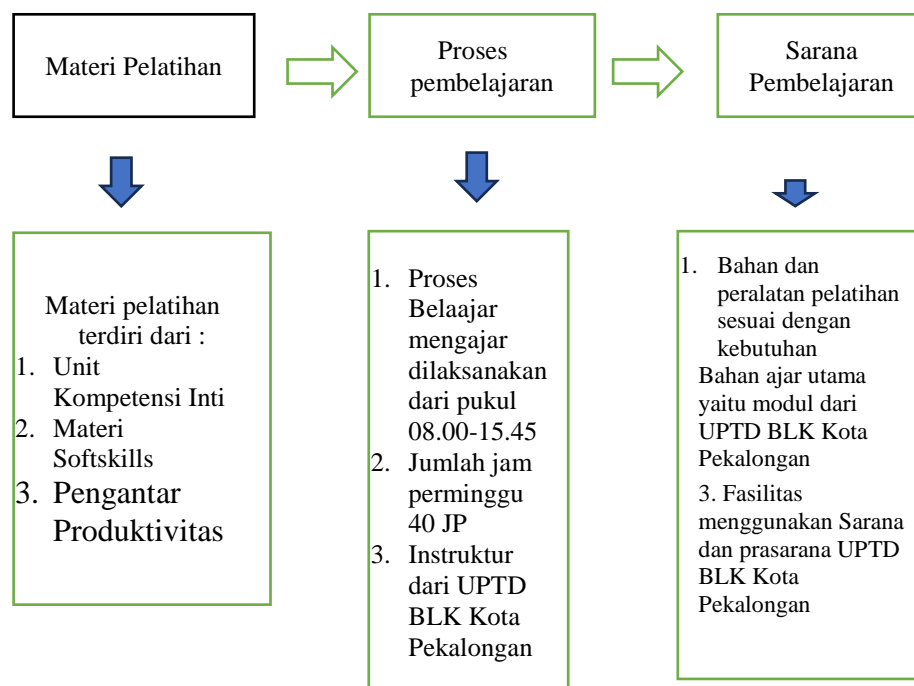 Materi Pelatihan
Proses
pembelajaran
Sarana
Pembelajaran
Materi pelatihan
terdiri dari :
1. Unit
Kompetensi Inti
2. Materi
Softskills
3. Pengantar
Produktivitas
1. Proses
Belaajar
mengajar
dilaksanakan
dari pukul
08.00-15.45
2. Jumlah jam
perminggu
40 JP
3. Instruktur
dari UPTD
BLK Kota
Pekalongan
1. Bahan dan
peralatan pelatihan
sesuai dengan
kebutuhan
Bahan ajar utama
yaitu modul dari
UPTD BLK Kota
Pekalongan
3. Fasilitas
menggunakan Sarana
dan prasarana UPTD
BLK Kota
Pekalongan